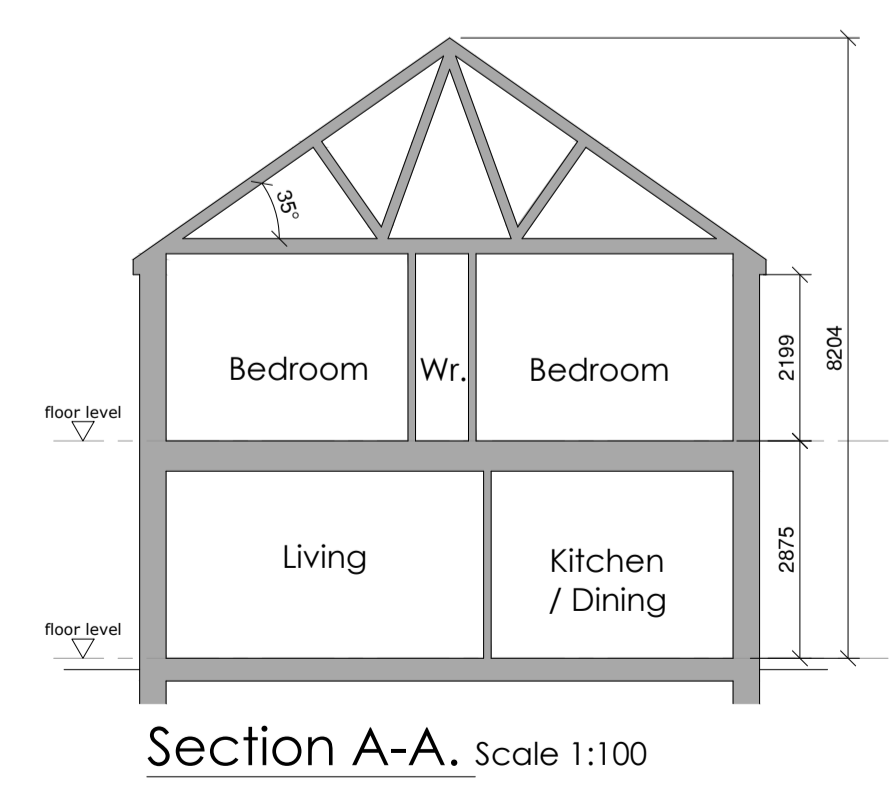 35°
Bedroom
Wr.
Bedroom
2199
8204
floor level
Living
Kitchen
/ Dining
2875
floor level
Section A-A. Scale 1:100